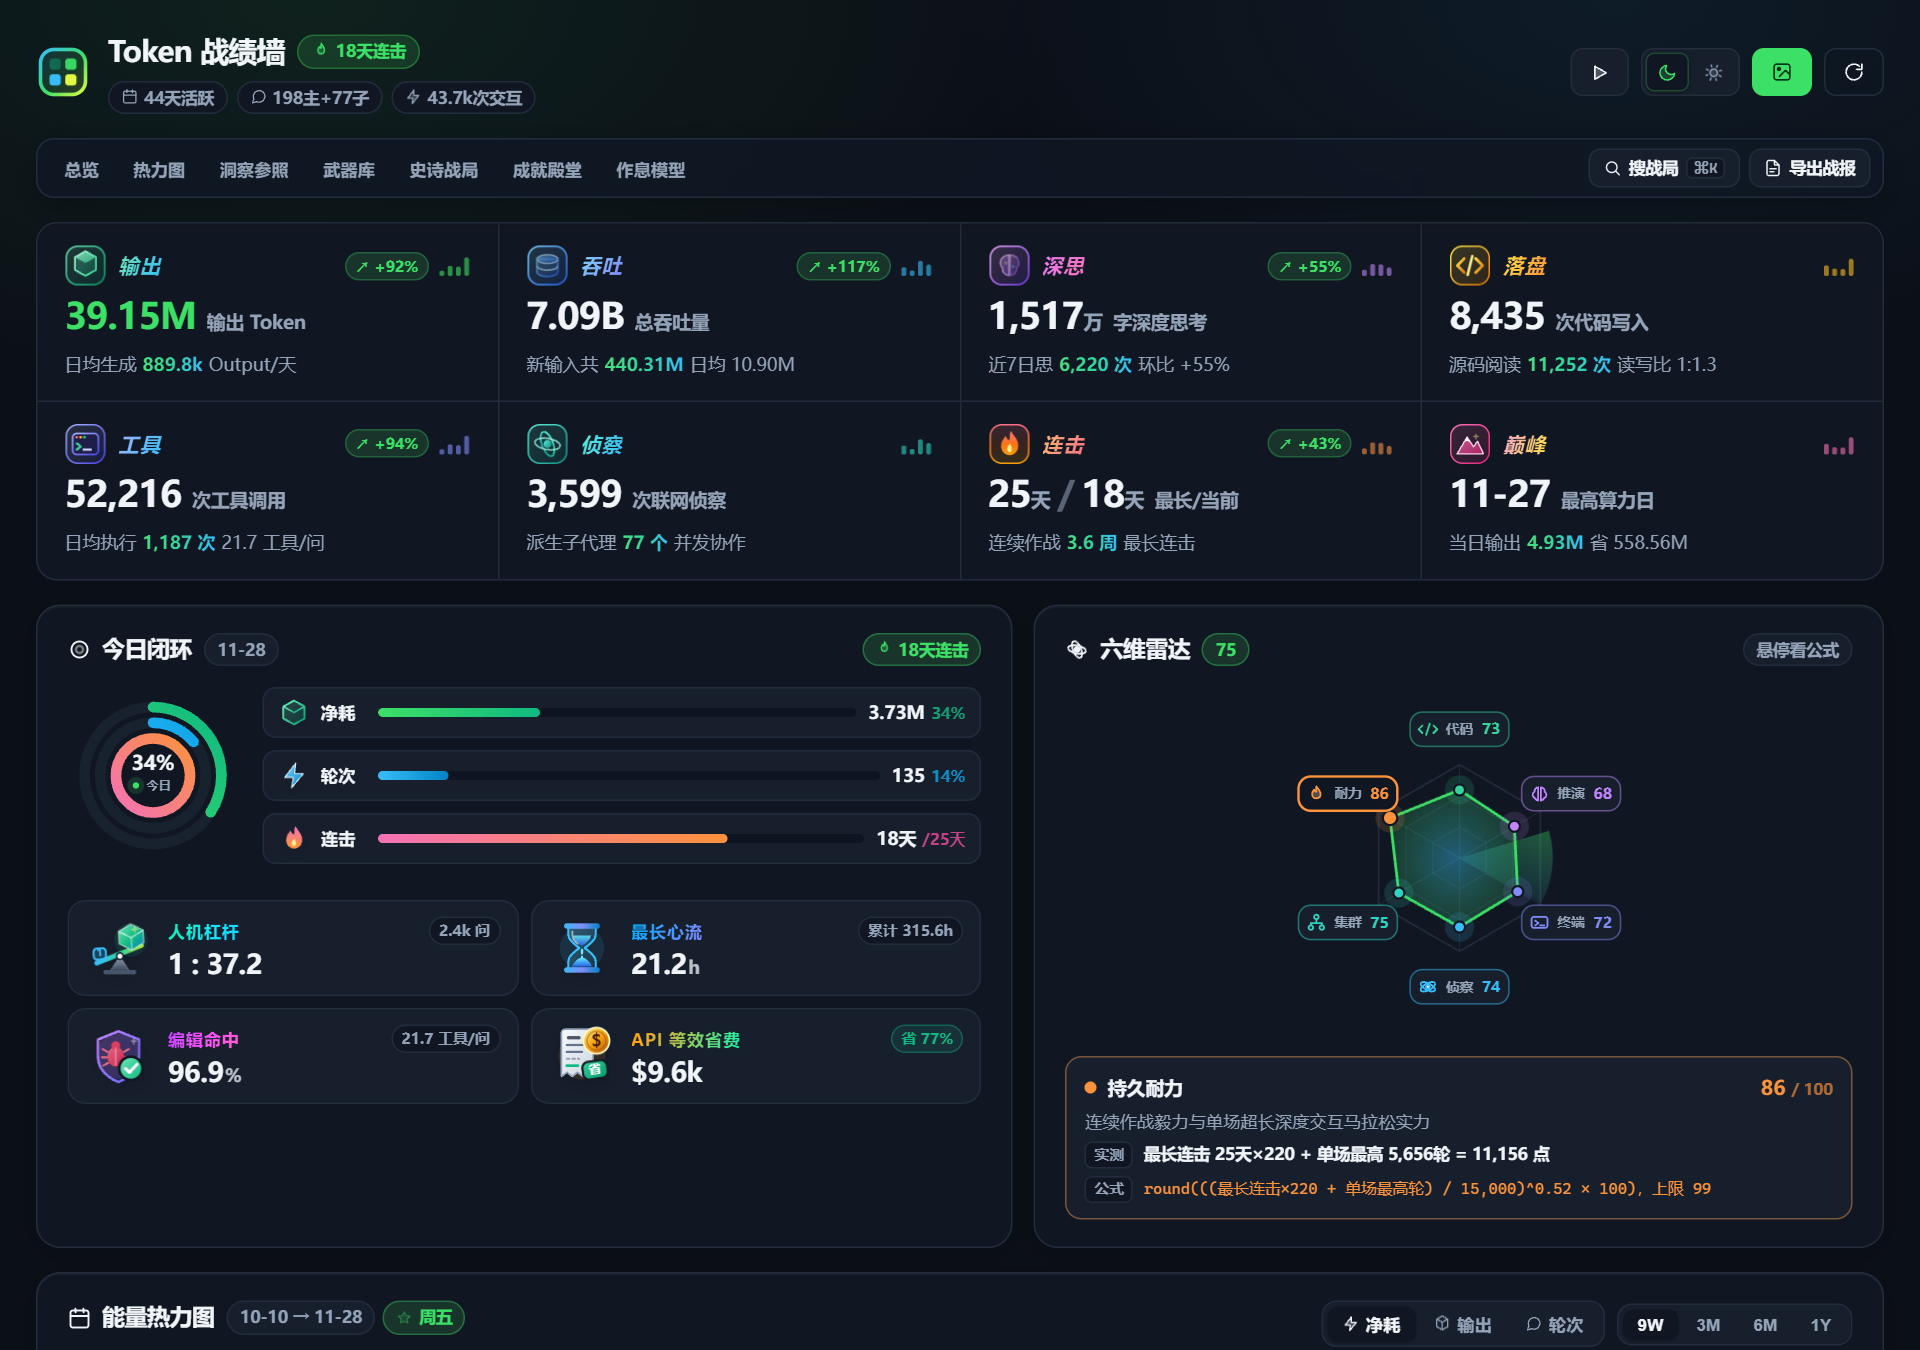 Token 战绩墙 18天连击
44天活跃 198主+77子 43.7k次交互
总览 热力图 洞察参照 武器库 史诗战局 成就殿堂 作息模型 搜战局 ⌘K 导出战报
输出 +92%
39.15M 输出 Token
日均生成 889.8k Output/天
吞吐 +117%
7.09B 总吞吐量
新输入共 440.31M 日均 10.90M
深思 +55%
1,517万 字深度思考
近7日思 6,220 次 环比 +55%
落盘
8,435 次代码写入
源码阅读 11,252 次 读写比 1:1.3
工具 +94%
52,216 次工具调用
日均执行 1,187 次 21.7 工具/问
侦察
3,599 次联网侦察
派生子代理 77 个 并发协作
连击 +43%
25天 / 18天 最长/当前
连续作战 3.6 周 最长连击
巅峰
11-27 最高算力日
当日输出 4.93M 省 558.56M
今日闭环 11-28 18天连击
34%
今日
净耗 3.73M 34%
轮次 135 14%
连击 18天 /25天
人机杠杆 2.4k 问
1 : 37.2
最长心流 累计 315.6h
21.2h
编辑命中 21.7 工具/问
96.9%
API 等效省费 省 77%
$9.6k
省
六维雷达 75 悬停看公式
代码 73
耐力 86
推演 68
集群 75
终端 72
侦察 74
持久耐力 86 / 100
连续作战毅力与单场超长深度交互马拉松实力
实测 最长连击 25天×220 + 单场最高 5,656轮 = 11,156 点
公式 round(((最长连击×220 + 单场最高轮) / 15,000)^0.52 × 100), 上限 99
能量热力图 10-10 → 11-28 周五
净耗 输出 轮次 9W 3M 6M 1Y